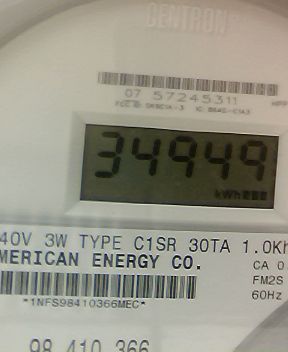 CENTRON
07 57245311
34949
kWh
40V 3W TYPE C1SR 30TA 1.0Kh
MERICAN ENERGY CO.
CA 0
FM2S
60Hz
*1NFS98410366MEC*
98 410 366